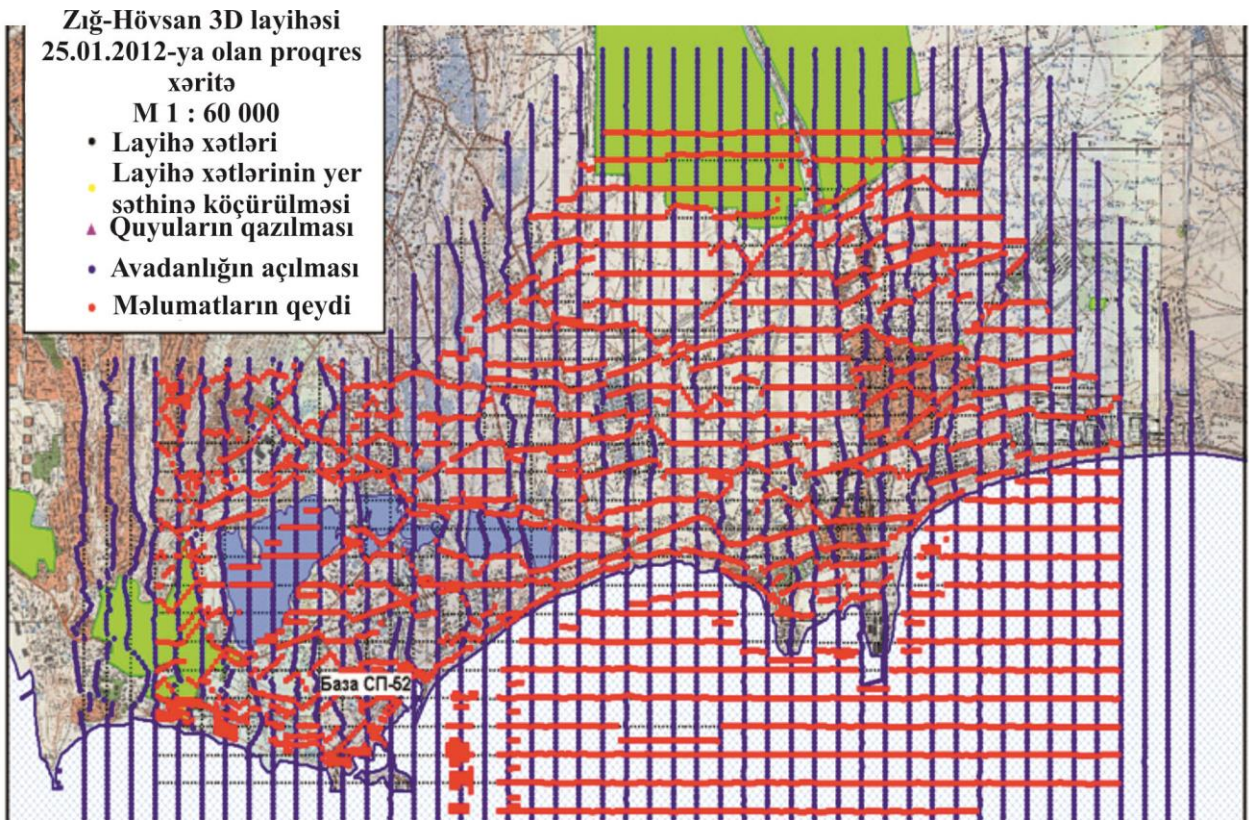 Zığ-Hövsan 3D layihəsi
25.01.2012-ya olan proqres
xəritə
M 1 : 60 000
Layihə xətləri
Layihə xətlərinin yer
səthinə köçürülməsi
Quyuların qazılması
Avadanlığın açılması
Məlumatların qeydi
База СП-52